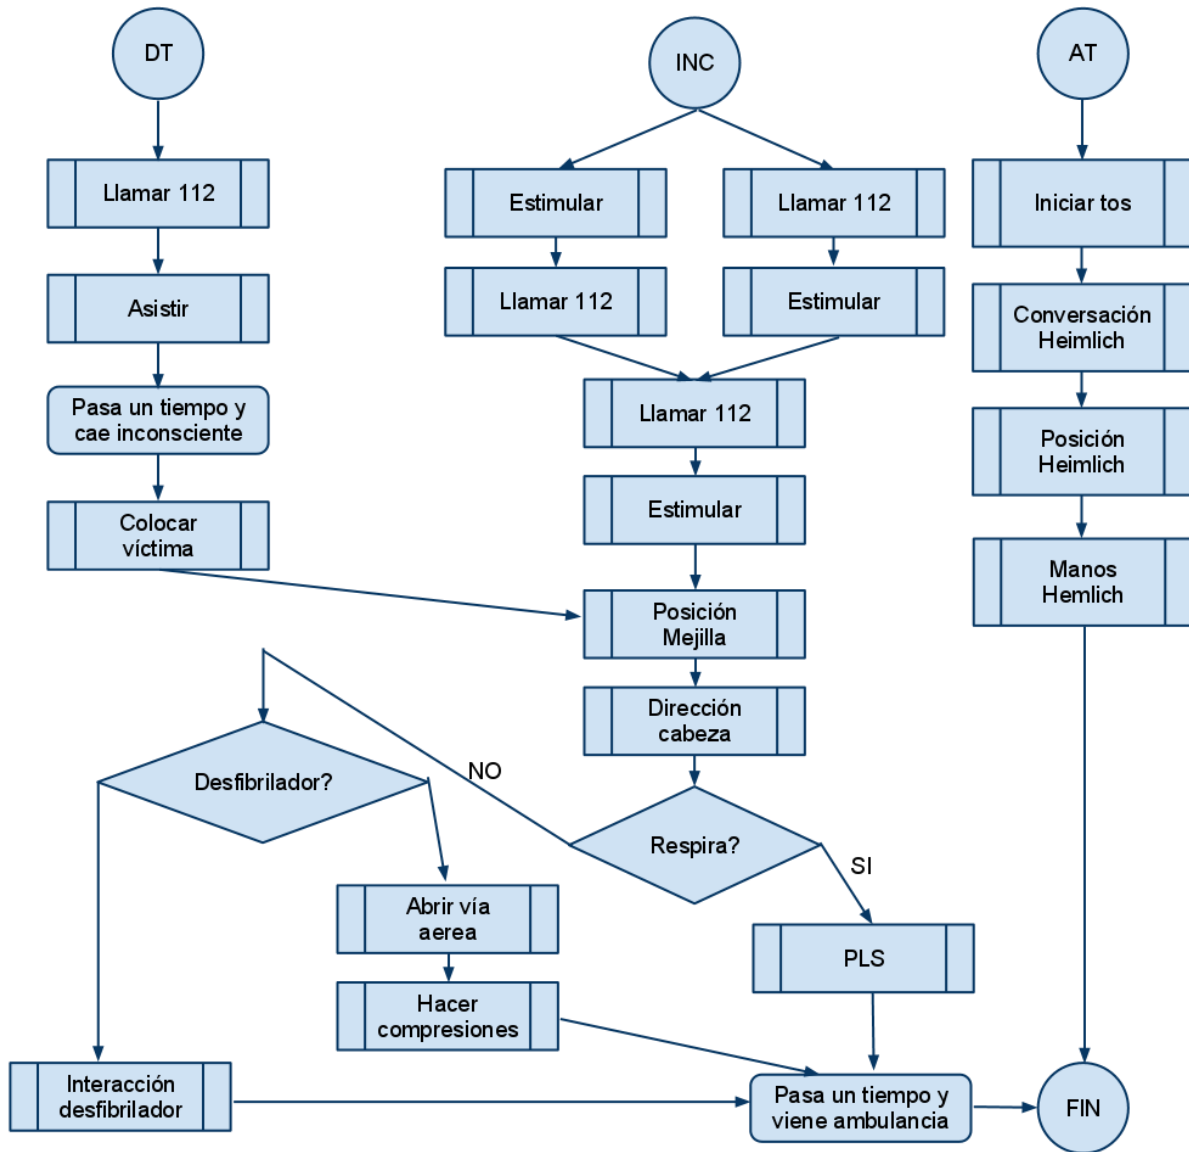 DT
INC
AT
Llamar 112
Estimular
Llamar 112
Iniciar tos
Asistir
Llamar 112
Estimular
Conversación
Heimlich
Pasa un tiempo y
cae inconsciente
Llamar 112
Posición
Heimlich
Colocar
víctima
Estimular
Manos
Hemlich
Posición
Mejilla
Dirección
cabeza
Desfibrilador?
NO
Respira?
SI
Abrir vía
aerea
PLS
Hacer
compresiones
Interacción
desfibrilador
Pasa un tiempo y
viene ambulancia
FIN